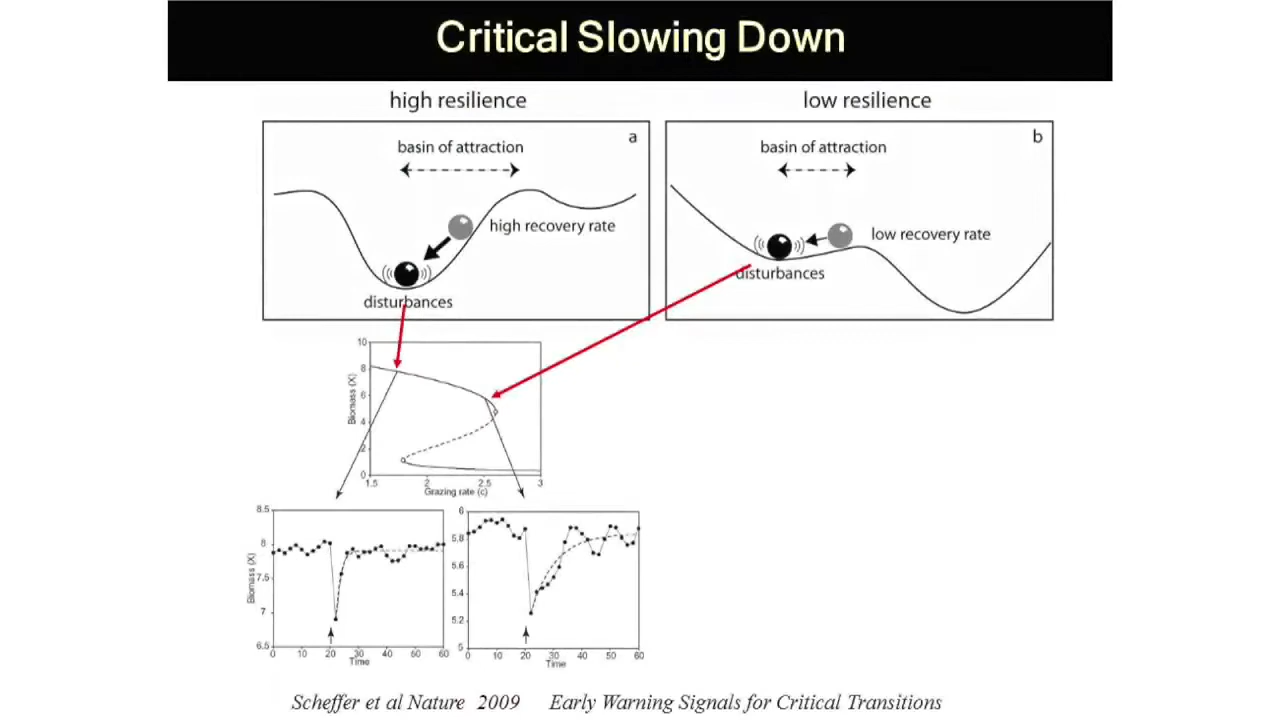 Critical Slowing Down
high resilience
low resilience
a
basin of attraction
high recovery rate
disturbances
b
basin of attraction
low recovery rate
disturbances
10
8
6
4
2
0
Biomass (X)
1.5
2
2.5
3
Grazing rate (c)
8.5
8
7.5
7
6.5
Biomass (X)
0
10
20
30
40
50
60
Time
6
5.8
5.6
5.4
5.2
5
0
10
20
30
40
50
60
Time
Scheffer et al Nature 2009 Early Warning Signals for Critical Transitions